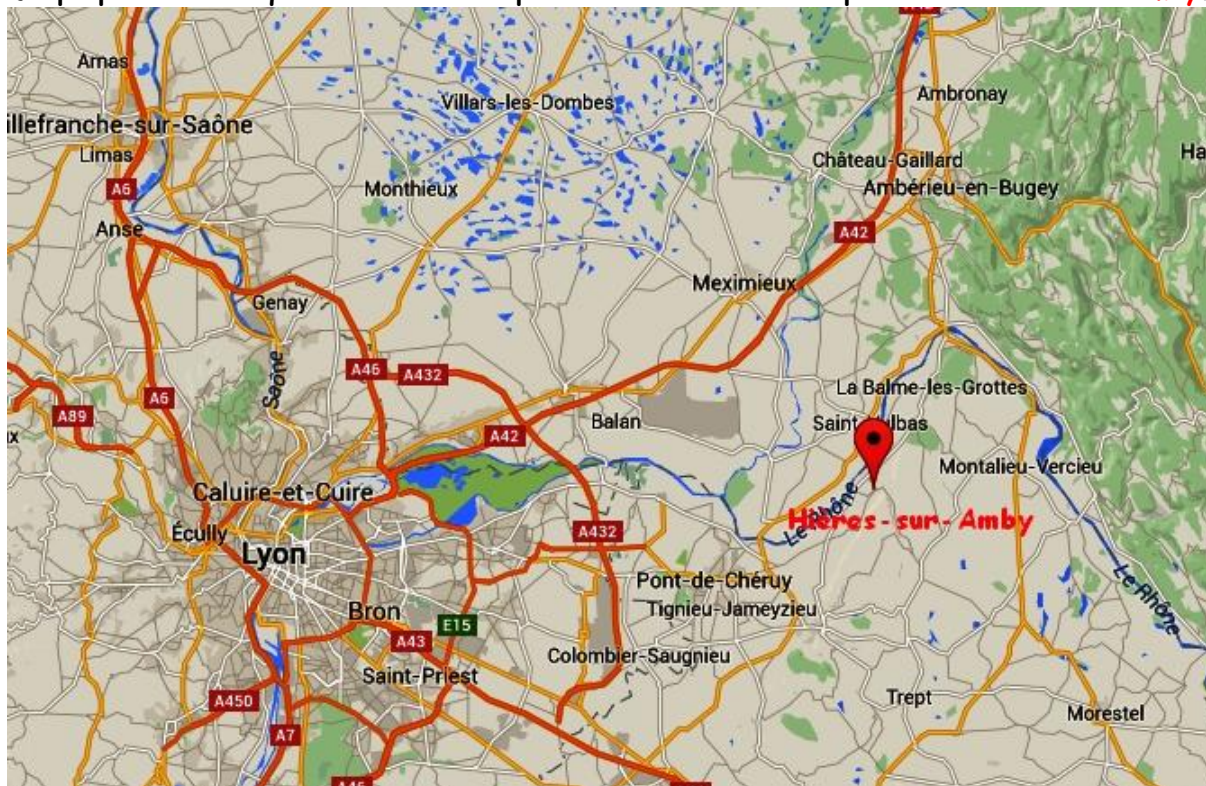 Arnas
Villars-les-Dombes
Ambronay
illefranche-sur-Saône
Limas
Château-Gaillard
Ha
A6
Monthieux
Ambérieu-en-Bugey
Anse
A42
Meximieux
Genay
Saône
A46
A432
La Balme-les-Grottes
A6
A89
Balan
Saint
lbas
A42
x
Montalieu-Vercieu
Caluire-et-Cuire
Le Rhône
Hières-sur-Amby
Écully
A432
Lyon
Pont-de-Chéruy
Le Rhône
Bron
E15
Tignieu-Jameyzieu
A43
Colombier-Saugnieu
Saint-Priest
A450
Trept
Morestel
A7